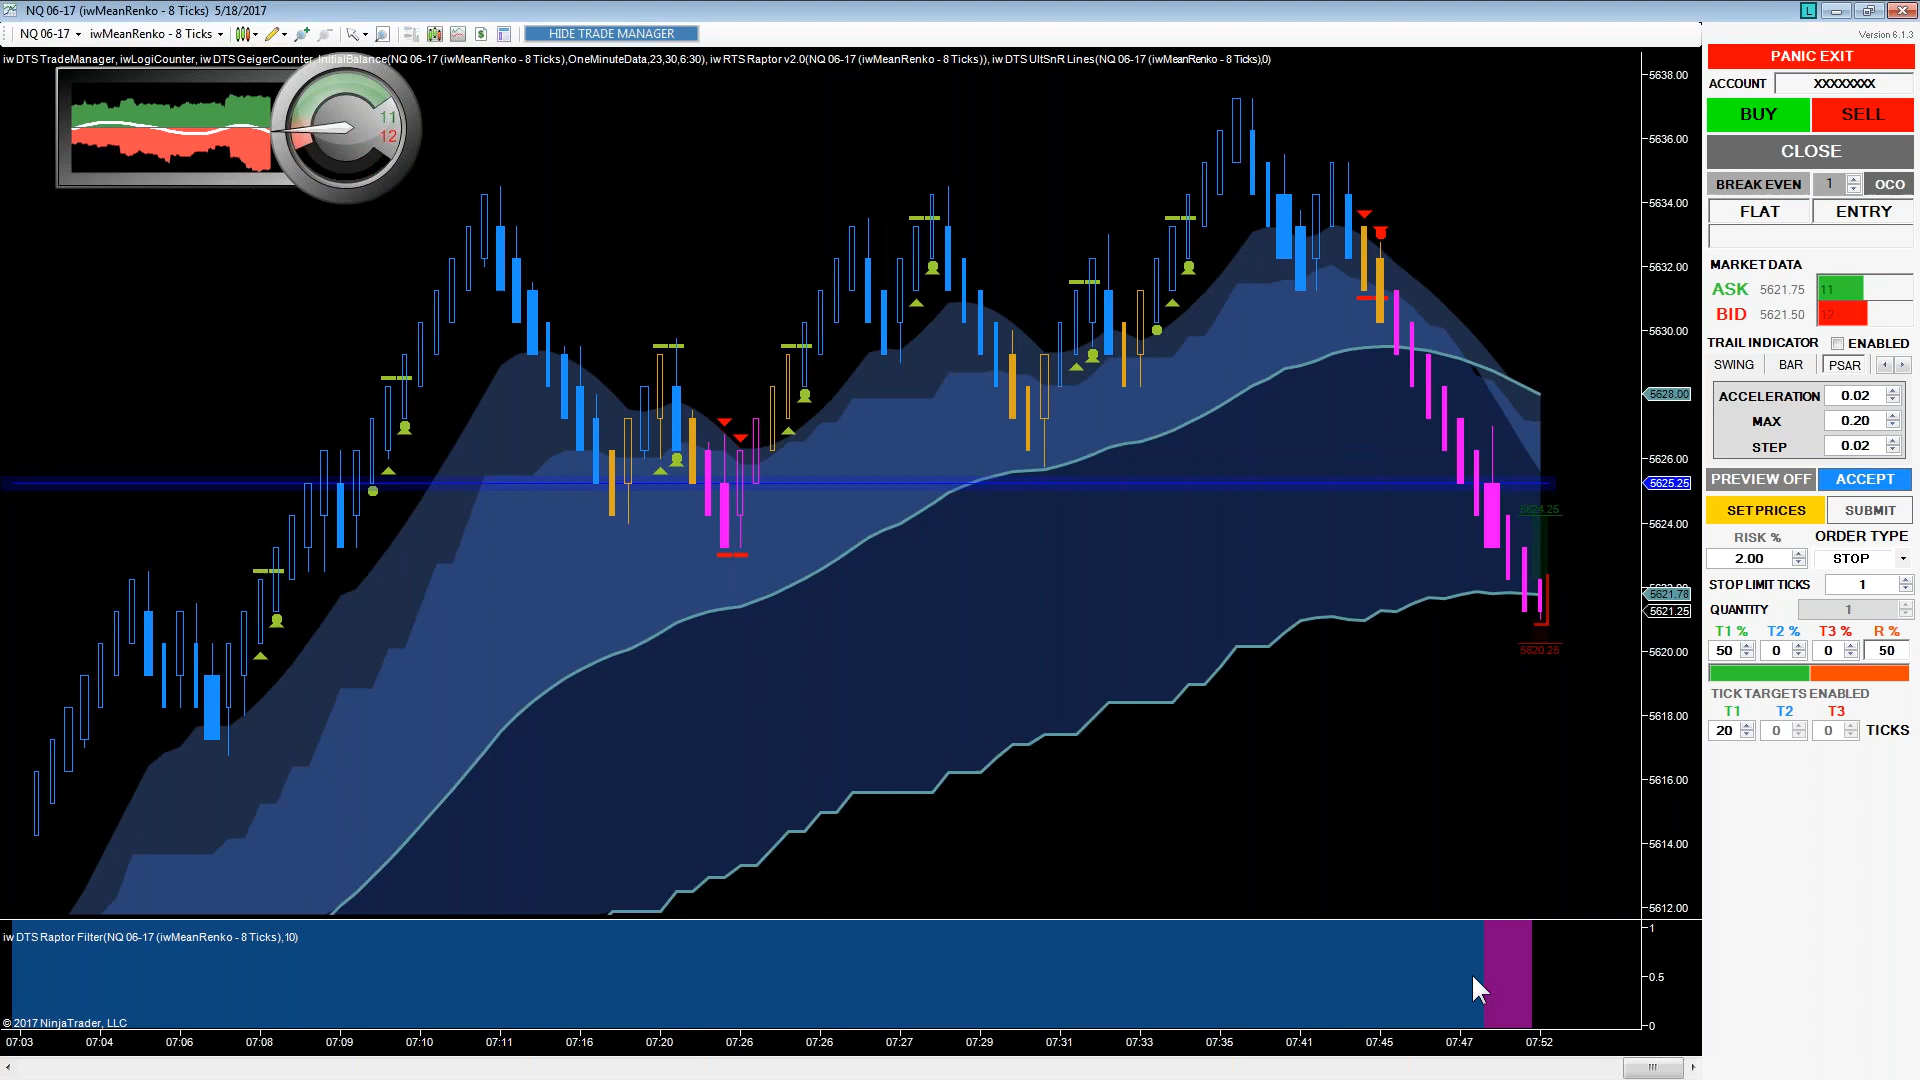 NQ 06-17 (iwMeanRenko - 8 Ticks)  5/18/2017
L
NQ 06-17 iwMeanRenko - 8 Ticks HIDE TRADE MANAGER
Version 6.1.3
iw DTS TradeManager, iwLogiCounter, iw DTS GeigerCounter, InitialBalance(NQ 06-17 (iwMeanRenko - 8 Ticks),OneMinuteData,23,30,6:30), iw RTS Raptor v2.0(NQ 06-17 (iwMeanRenko - 8 Ticks)), iw DTS UltSnR Lines(NQ 06-17 (iwMeanRenko - 8 Ticks),0)
11
12
5638.00
5636.00
5634.00
5632.00
5630.00
5628.00
5626.00
5625.25
5624.25
5624.00
5621.78
5621.25
5620.25
5620.00
5618.00
5616.00
5614.00
5612.00
iw DTS Raptor Filter(NQ 06-17 (iwMeanRenko - 8 Ticks),10)
1
0.5
0
© 2017 NinjaTrader, LLC
07:03 07:04 07:06 07:08 07:09 07:10 07:11 07:16 07:20 07:26 07:26 07:27 07:29 07:31 07:33 07:35 07:41 07:45 07:47 07:52
PANIC EXIT
ACCOUNT XXXXXXXX
BUY SELL
CLOSE
BREAK EVEN 1 OCO
FLAT ENTRY
MARKET DATA
ASK 5621.75 11
BID 5621.50 12
TRAIL INDICATOR ENABLED
SWING BAR PSAR
ACCELERATION 0.02
MAX 0.20
STEP 0.02
PREVIEW OFF ACCEPT
SET PRICES SUBMIT
RISK % ORDER TYPE
2.00 STOP
STOP LIMIT TICKS 1
QUANTITY 1
T1 % T2 % T3 % R %
50 0 0 50
TICK TARGETS ENABLED
T1 T2 T3
20 0 0 TICKS